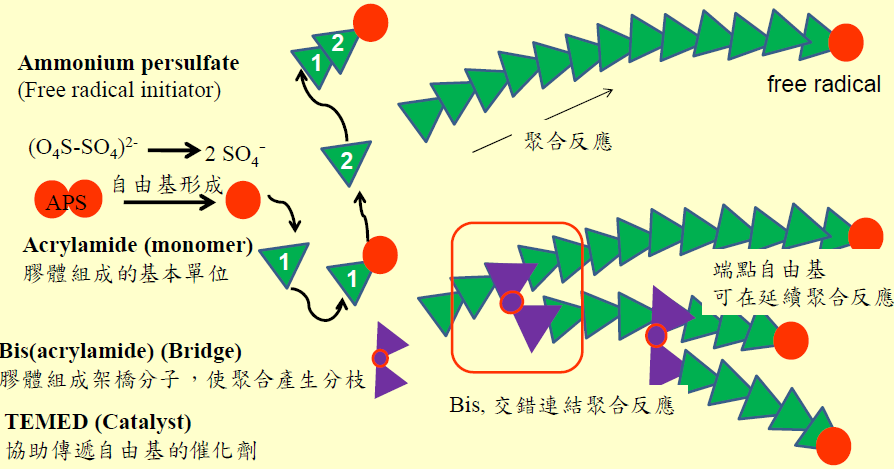 Ammonium persulfate
(Free radical initiator)
(O₄S-SO₄)²⁻ → 2 SO₄⁻
APS
自由基形成
Acrylamide (monomer)
膠體組成的基本單位
Bis(acrylamide) (Bridge)
膠體組成架橋分子，使聚合產生分枝
TEMED (Catalyst)
協助傳遞自由基的催化劑
1
1
2
1
2
free radical
聚合反應
端點自由基
可在延續聚合反應
Bis, 交錯連結聚合反應